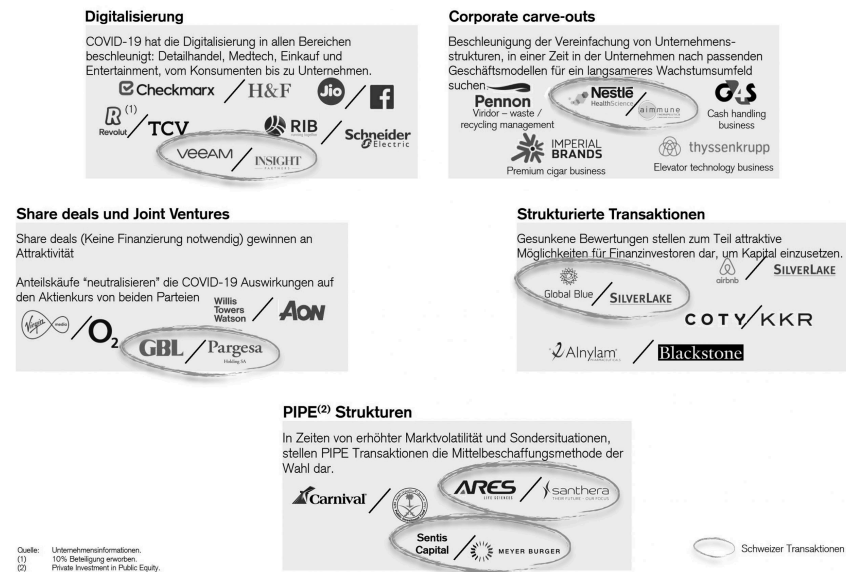 Digitalisierung
COVID-19 hat die Digitalisierung in allen Bereichen
beschleunigt: Detailhandel, Medtech, Einkauf und
Entertainment, vom Konsumenten bis zu Unternehmen.
Checkmarx / H&F
Jio / f
R (1)
Revolut / TCV
RIB / Schneider
Electric
veeAM / INSIGHT
PARTNERS
Corporate carve-outs
Beschleunigung der Vereinfachung von Unternehmens-
strukturen, in einer Zeit in der Unternehmen nach passenden
Geschäftsmodellen für ein langsameres Wachstumsumfeld
suchen.
Pennon
Viridor – waste /
recycling management
Nestlē
HealthScience / aimmune
G4S
Cash handling
business
IMPERIAL
BRANDS
Premium cigar business
thyssenkrupp
Elevator technology business
Share deals und Joint Ventures
Share deals (Keine Finanzierung notwendig) gewinnen an
Attraktivität
Anteilskäufe “neutralisieren” die COVID-19 Auswirkungen auf
den Aktienkurs von beiden Parteien
Willis
Towers
Watson / AON
Virgin media / O2
GBL / Pargesa
Holding SA
Strukturierte Transaktionen
Gesunkene Bewertungen stellen zum Teil attraktive
Möglichkeiten für Finanzinvestoren dar, um Kapital einzusetzen.
Global Blue / SILVERLAKE
airbnb / SILVERLAKE
COTY / KKR
Alnylam / Blackstone
PIPE(2) Strukturen
In Zeiten von erhöhter Marktvolatilität und Sondersituationen,
stellen PIPE Transaktionen die Mittelbeschaffungsmethode der
Wahl dar.
Carnival /
ARES
LIFE SCIENCES / santhera
Sentis
Capital / MEYER BURGER
Schweizer Transaktionen
Quelle: Unternehmensinformationen.
(1) 10% Beteiligung erworben.
(2) Private Investment in Public Equity.